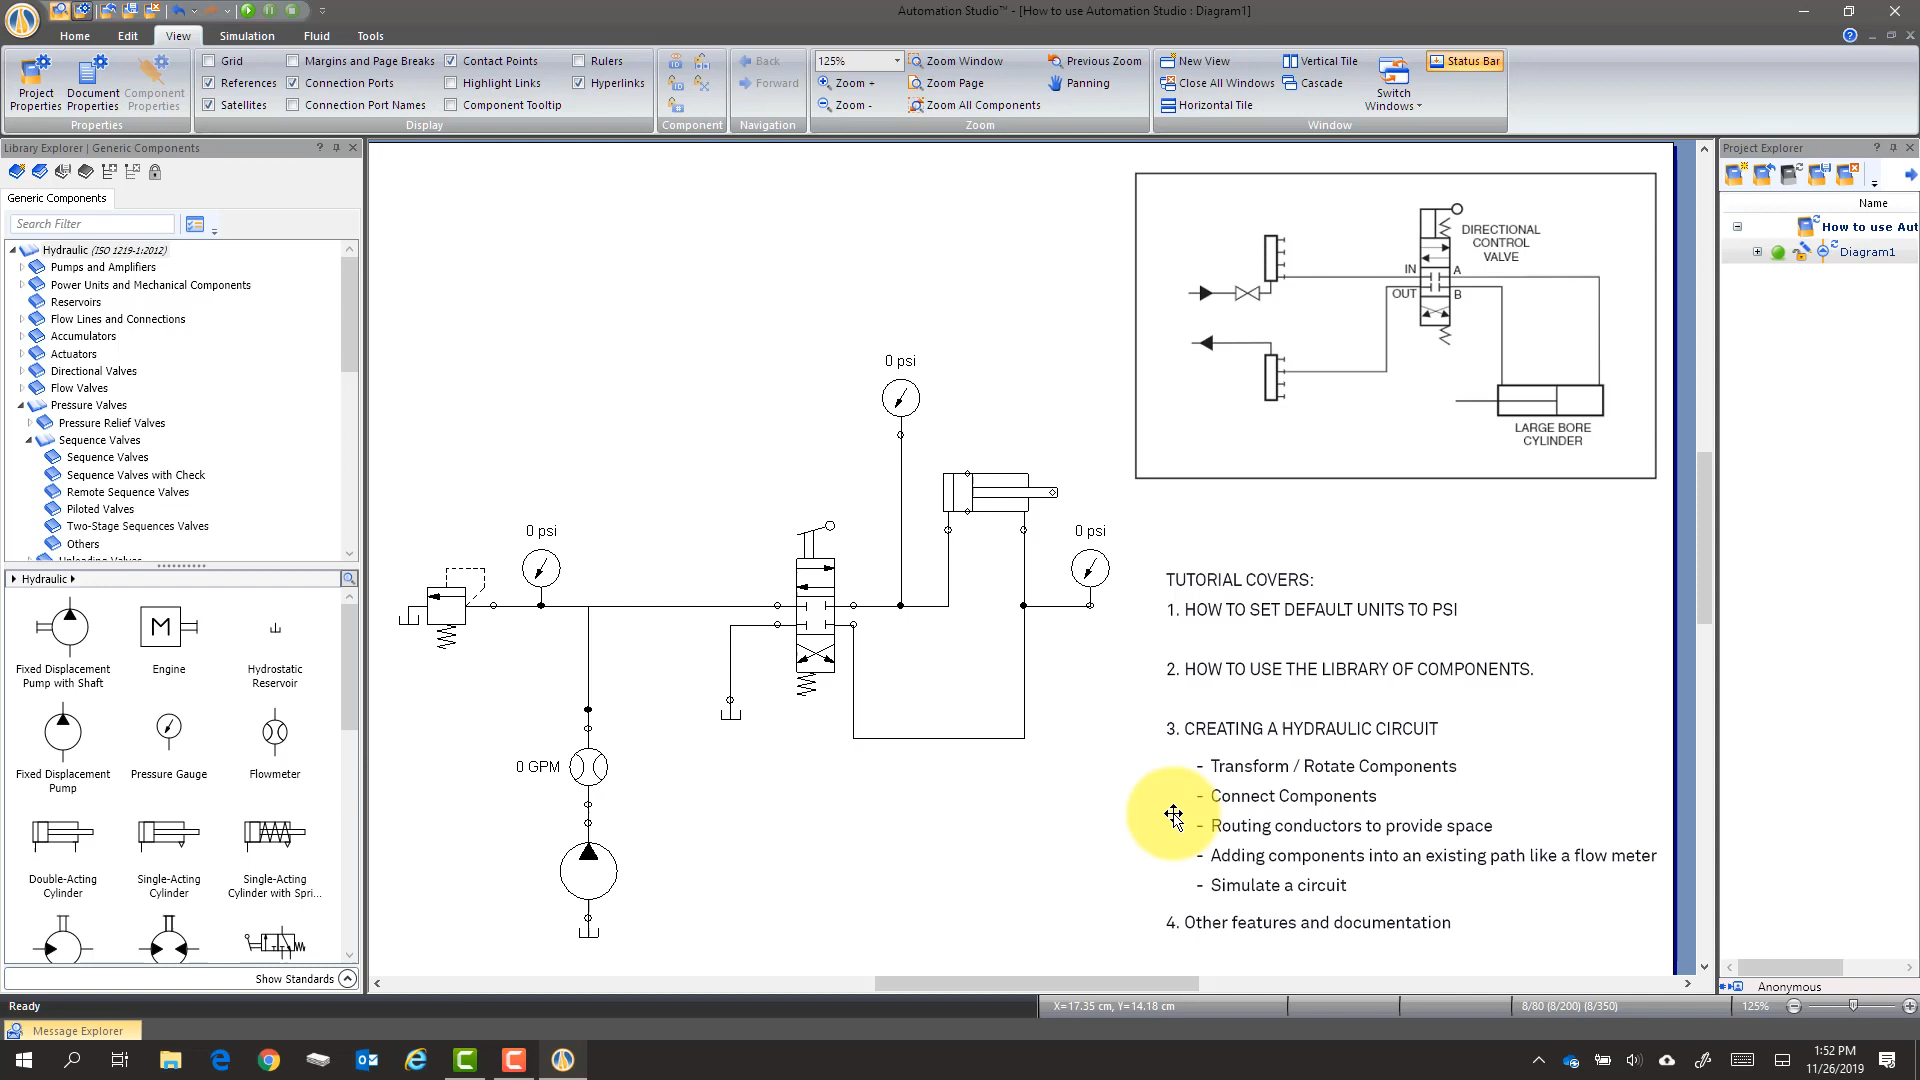 Automation Studio™ - [How to use Automation Studio : Diagram1]
Home Edit View Simulation Fluid Tools
Project Properties
Document Properties
Component Properties
Properties
Grid
References
Satellites
Margins and Page Breaks
Connection Ports
Connection Port Names
Contact Points
Highlight Links
Component Tooltip
Rulers
Hyperlinks
Display
Component
Back
Forward
Navigation
125%
Zoom +
Zoom -
Zoom Window
Zoom Page
Zoom All Components
Previous Zoom
Panning
Zoom
New View
Close All Windows
Horizontal Tile
Vertical Tile
Cascade
Switch Windows
Window
Status Bar
Library Explorer | Generic Components
Generic Components
Search Filter
Hydraulic (ISO 1219-1:2012)
Pumps and Amplifiers
Power Units and Mechanical Components
Reservoirs
Flow Lines and Connections
Accumulators
Actuators
Directional Valves
Flow Valves
Pressure Valves
Pressure Relief Valves
Sequence Valves
Sequence Valves
Sequence Valves with Check
Remote Sequence Valves
Piloted Valves
Two-Stage Sequences Valves
Others
Hydraulic
Fixed Displacement Pump with Shaft
M
Engine
Hydrostatic Reservoir
Fixed Displacement Pump
Pressure Gauge
Flowmeter
Double-Acting Cylinder
Single-Acting Cylinder
Single-Acting Cylinder with Spri...
Show Standards
0 psi
0 psi
0 psi
0 GPM
DIRECTIONAL
CONTROL
VALVE
IN A
OUT B
LARGE BORE
CYLINDER
TUTORIAL COVERS:
1. HOW TO SET DEFAULT UNITS TO PSI
2. HOW TO USE THE LIBRARY OF COMPONENTS.
3. CREATING A HYDRAULIC CIRCUIT
- Transform / Rotate Components
- Connect Components
- Routing conductors to provide space
- Adding components into an existing path like a flow meter
- Simulate a circuit
4. Other features and documentation
Project Explorer
Name
How to use Aut
Diagram1
Anonymous
Ready
X=17.35 cm, Y=14.18 cm
8/80 (8/200) (8/350)
125%
Message Explorer
1:52 PM
11/26/2019